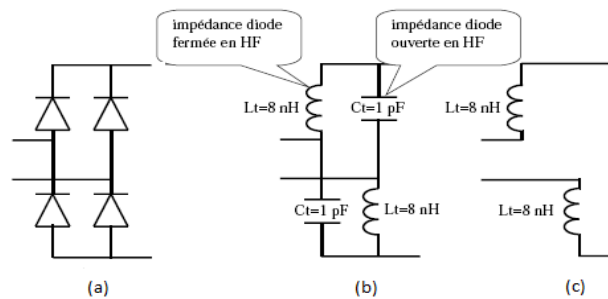 impédance diode
fermée en HF
impédance diode
ouverte en HF
Lt=8 nH
Ct=1 pF
Lt=8 nH
Ct=1 pF
Lt=8 nH
Lt=8 nH
(a)
(b)
(c)